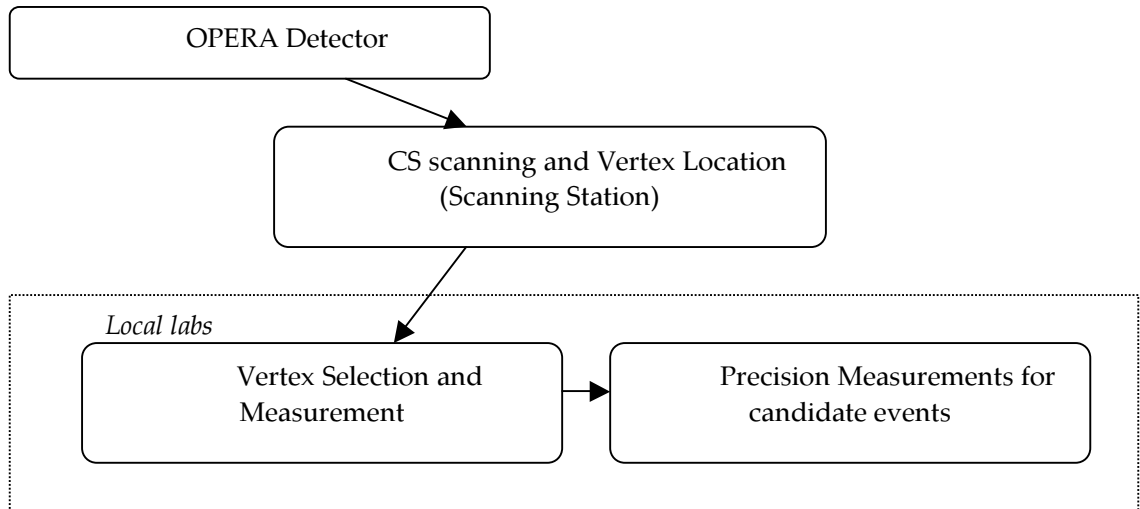 OPERA Detector
CS scanning and Vertex Location
(Scanning Station)
Local labs
Vertex Selection and
Measurement
Precision Measurements for
candidate events